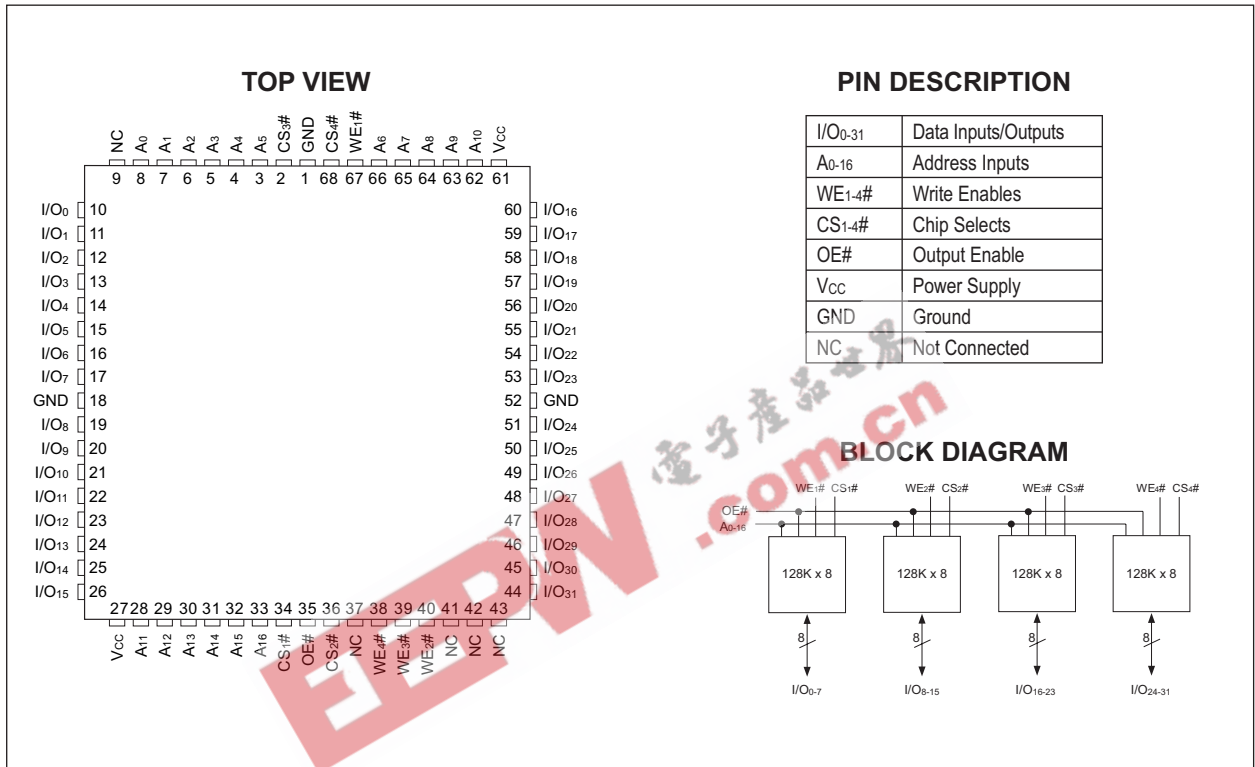 TOP VIEW
NC A0 A1 A2 A3 A4 A5 CS3# GND CS4# WE1# A6 A7 A8 A9 A10 VCC
9 8 7 6 5 4 3 2 1 68 67 66 65 64 63 62 61
I/O0 10 60 I/O16
I/O1 11 59 I/O17
I/O2 12 58 I/O18
I/O3 13 57 I/O19
I/O4 14 56 I/O20
I/O5 15 55 I/O21
I/O6 16 54 I/O22
I/O7 17 53 I/O23
GND 18 52 GND
I/O8 19 51 I/O24
I/O9 20 50 I/O25
I/O10 21 49 I/O26
I/O11 22 48 I/O27
I/O12 23 47 I/O28
I/O13 24 46 I/O29
I/O14 25 45 I/O30
I/O15 26 44 I/O31
27 28 29 30 31 32 33 34 35 36 37 38 39 40 41 42 43
VCC A11 A12 A13 A14 A15 A16 CS1# OE# CS2# NC WE4# WE3# WE2# NC NC NC
PIN DESCRIPTION
I/O0-31 Data Inputs/Outputs
A0-16 Address Inputs
WE1-4# Write Enables
CS1-4# Chip Selects
OE# Output Enable
VCC Power Supply
GND Ground
NC Not Connected
BLOCK DIAGRAM
WE1# CS1# WE2# CS2# WE3# CS3# WE4# CS4#
OE#
A0-16
128K x 8 128K x 8 128K x 8 128K x 8
8 8 8 8
I/O0-7 I/O8-15 I/O16-23 I/O24-31
EEPW
.com.cn
電子產品世界